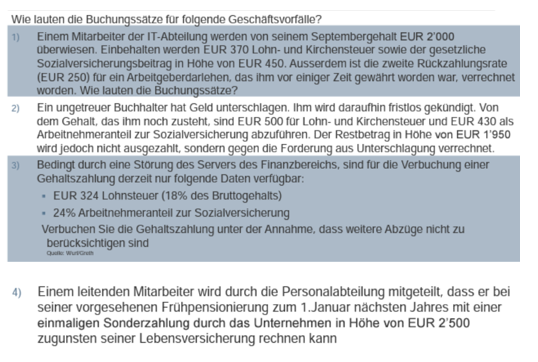 Wie lauten die Buchungssätze für folgende Geschäftsvorfälle?
1) Einem Mitarbeiter der IT-Abteilung werden von seinem Septembergehalt EUR 2'000
überwiesen. Einbehalten werden EUR 370 Lohn- und Kirchensteuer sowie der gesetzliche
Sozialversicherungsbeitrag in Höhe von EUR 450. Ausserdem ist die zweite Rückzahlungsrate
(EUR 250) für ein Arbeitgeberdarlehen, das ihm vor einiger Zeit gewährt worden war, verrechnet
worden. Wie lauten die Buchungssätze?
2) Ein ungetreuer Buchhalter hat Geld unterschlagen. Ihm wird daraufhin fristlos gekündigt. Von
dem Gehalt, das ihm noch zusteht, sind EUR 500 für Lohn- und Kirchensteuer und EUR 430 als
Arbeitnehmeranteil zur Sozialversicherung abzuführen. Der Restbetrag in Höhe von EUR 1'950
wird jedoch nicht ausgezahlt, sondern gegen die Forderung aus Unterschlagung verrechnet.
3) Bedingt durch eine Störung des Servers des Finanzbereichs, sind für die Verbuchung einer
Gehaltszahlung derzeit nur folgende Daten verfügbar:
• EUR 324 Lohnsteuer (18% des Bruttogehalts)
• 24% Arbeitnehmeranteil zur Sozialversicherung
Verbuchen Sie die Gehaltszahlung unter der Annahme, dass weitere Abzüge nicht zu
berücksichtigen sind
Quelle:
4) Einem leitenden Mitarbeiter wird durch die Personalabteilung mitgeteilt, dass er bei
seiner vorgesehenen Frühpensionierung zum 1.Januar nächsten Jahres mit einer
einmaligen Sonderzahlung durch das Unternehmen in Höhe von EUR 2'500
zugunsten seiner Lebensversicherung rechnen kann